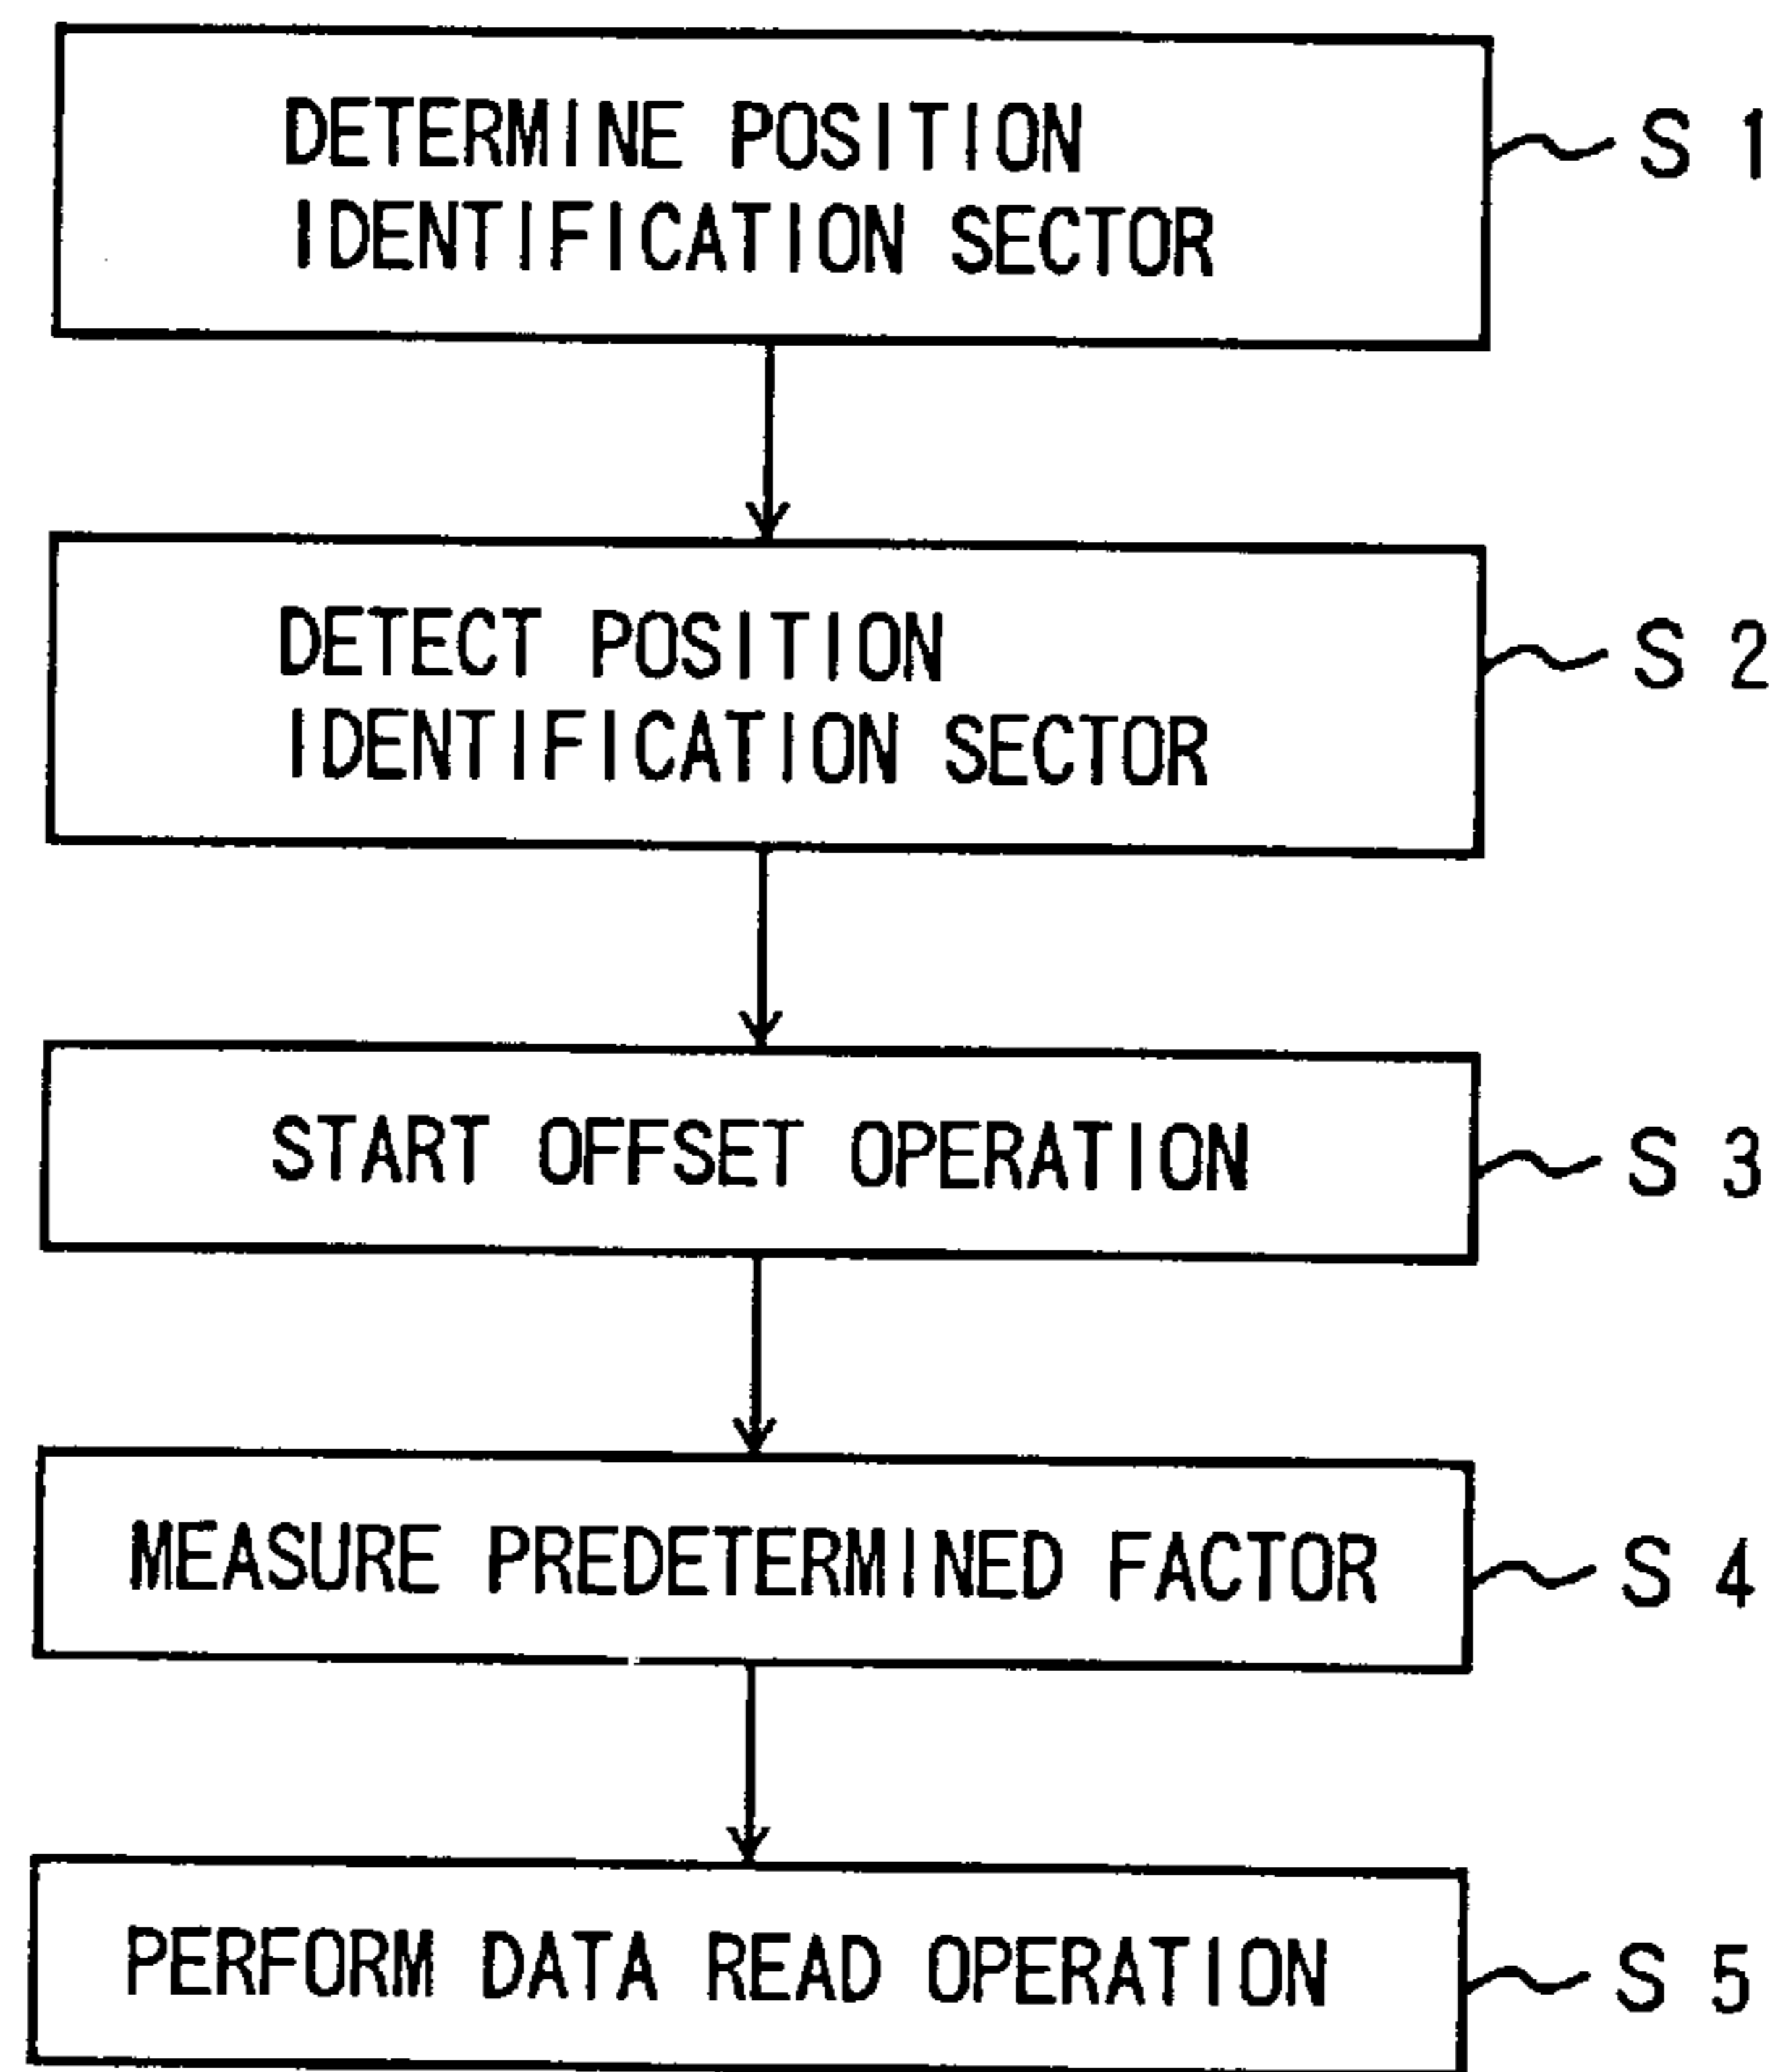 DETERMINE POSITION
IDENTIFICATION SECTOR
S 1
DETECT POSITION
IDENTIFICATION SECTOR
S 2
START OFFSET OPERATION
S 3
MEASURE PREDETERMINED FACTOR
S 4
PERFORM DATA READ OPERATION
S 5